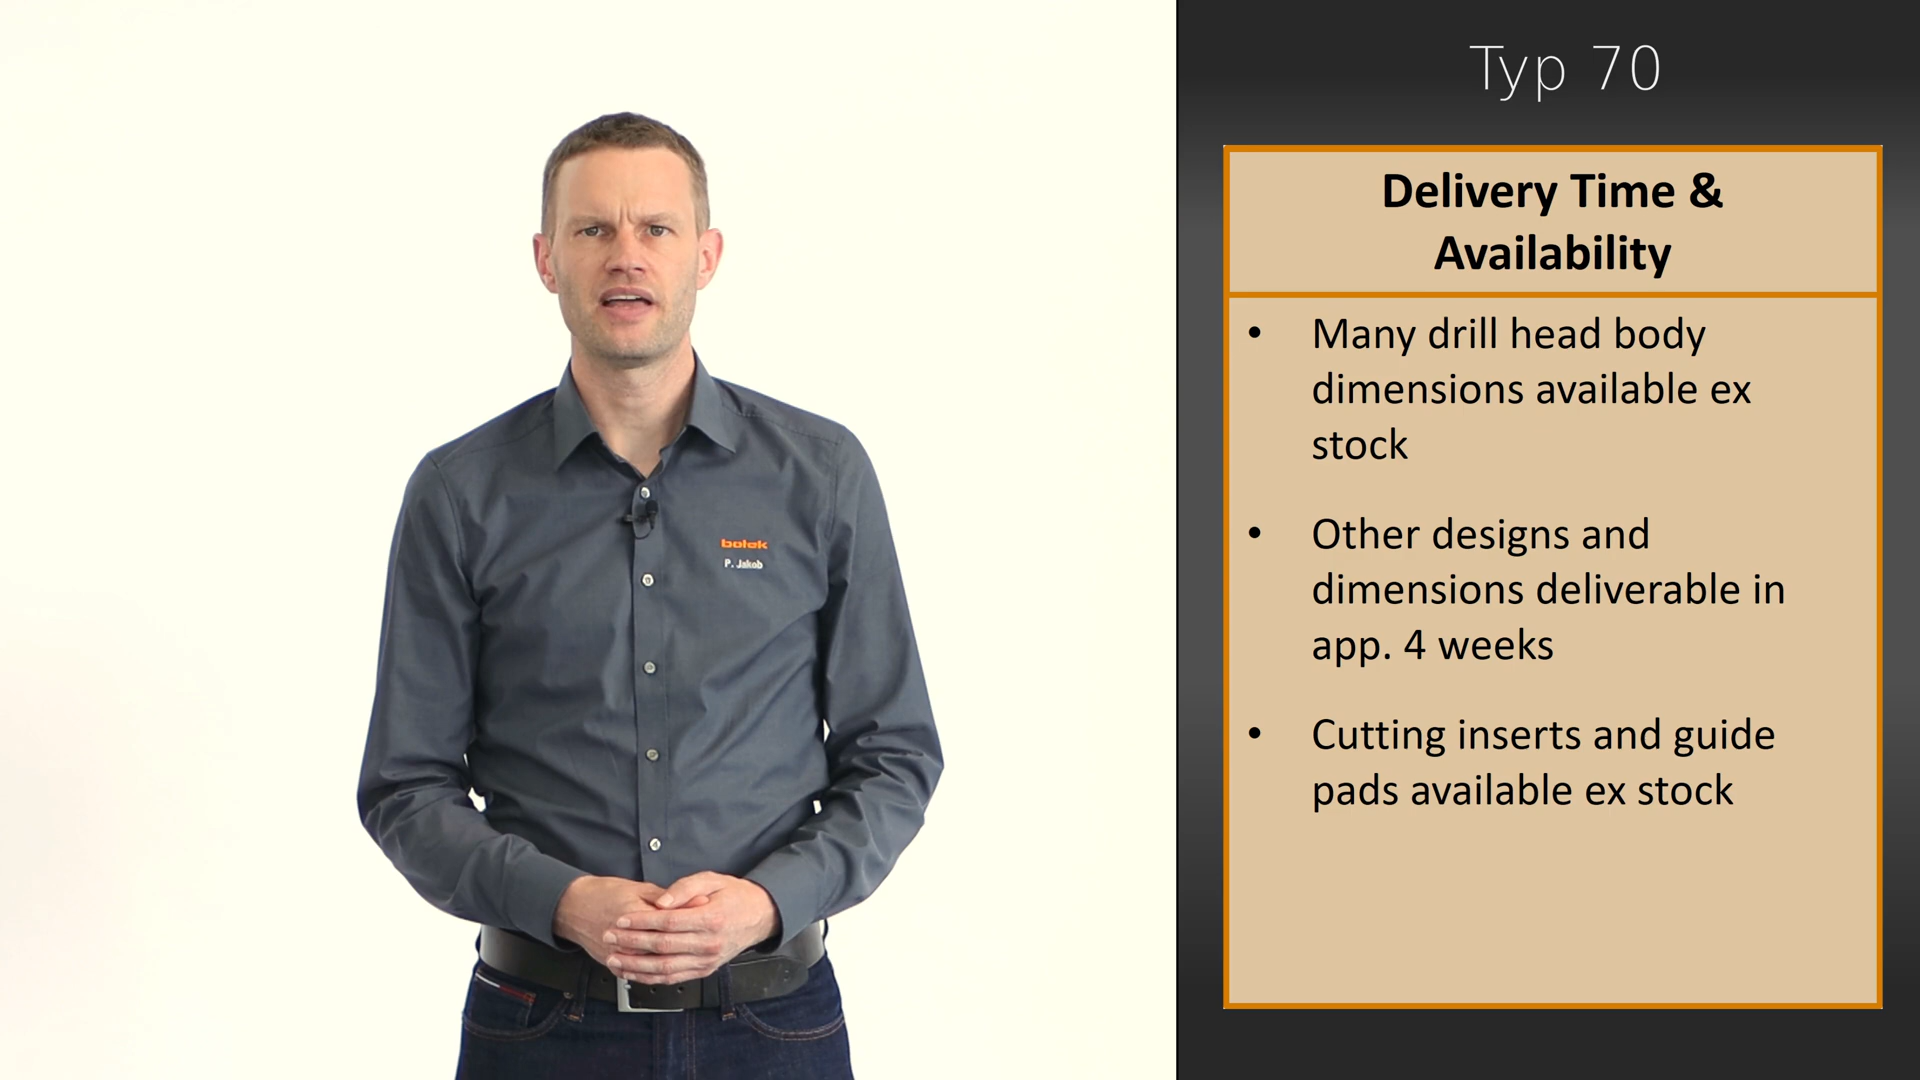 Typ 70
Delivery Time &
Availability
• Many drill head body
dimensions available ex
stock
• Other designs and
dimensions deliverable in
app. 4 weeks
• Cutting inserts and guide
pads available ex stock
botek
P. Jakob